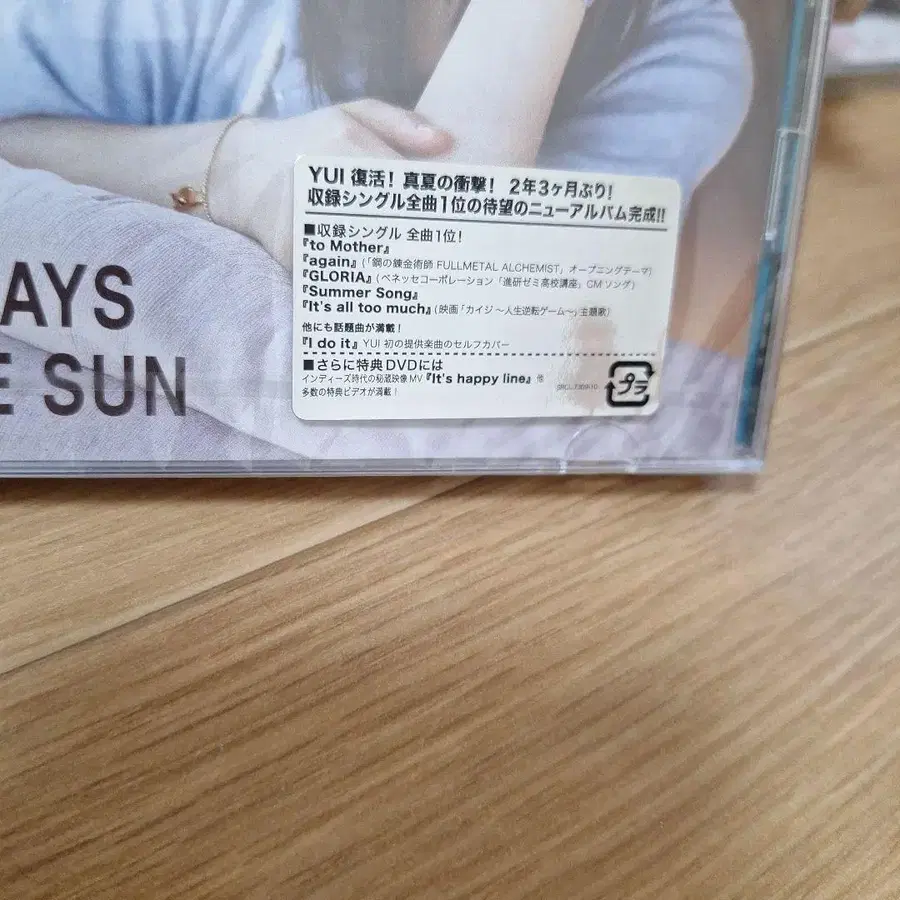 AYS
E SUN
YUI 復活! 真夏の衝撃! 2年3ヶ月ぶり!
収録シングル全曲1位の待望のニューアルバム完成!!
■収録シングル 全曲1位!
『to Mother』
『again』(「鋼の錬金術師 FULLMETAL ALCHEMIST」オープニングテーマ)
『GLORIA』(ベネッセコーポレーション「進研ゼミ高校講座」CMソング)
『Summer Song』
『It's all too much』(映画「カイジ～人生逆転ゲーム～」主題歌)
他にも話題曲が満載!
『I do it』YUI 初の提供楽曲のセルフカバー
■さらに特典DVDには
インディーズ時代の秘蔵映像MV『It's happy line』他
多数の特典ビデオが満載!
プラ